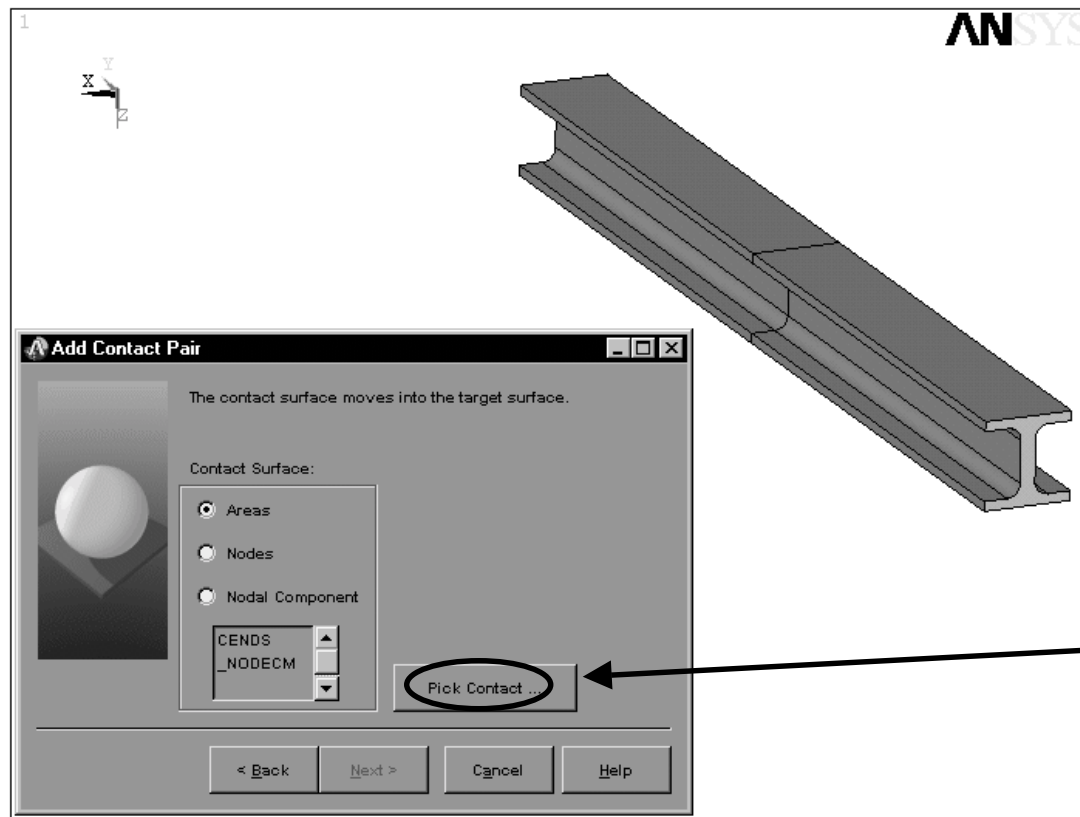 1
ANSYS
Y
X
Z
Add Contact Pair
The contact surface moves into the target surface.
Contact Surface:
Areas
Nodes
Nodal Component
CENDS
_NODECM
Pick Contact ...
< Back
Next >
Cancel
Help